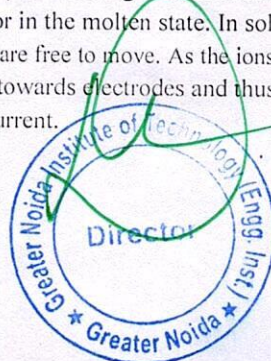 or in the molten state. In sol
are free to move. As the ions
towards electrodes and thus
urrent.
Greater Noida Institute of Technology (Engg. Inst.)
Director
★ Greater Noida ★